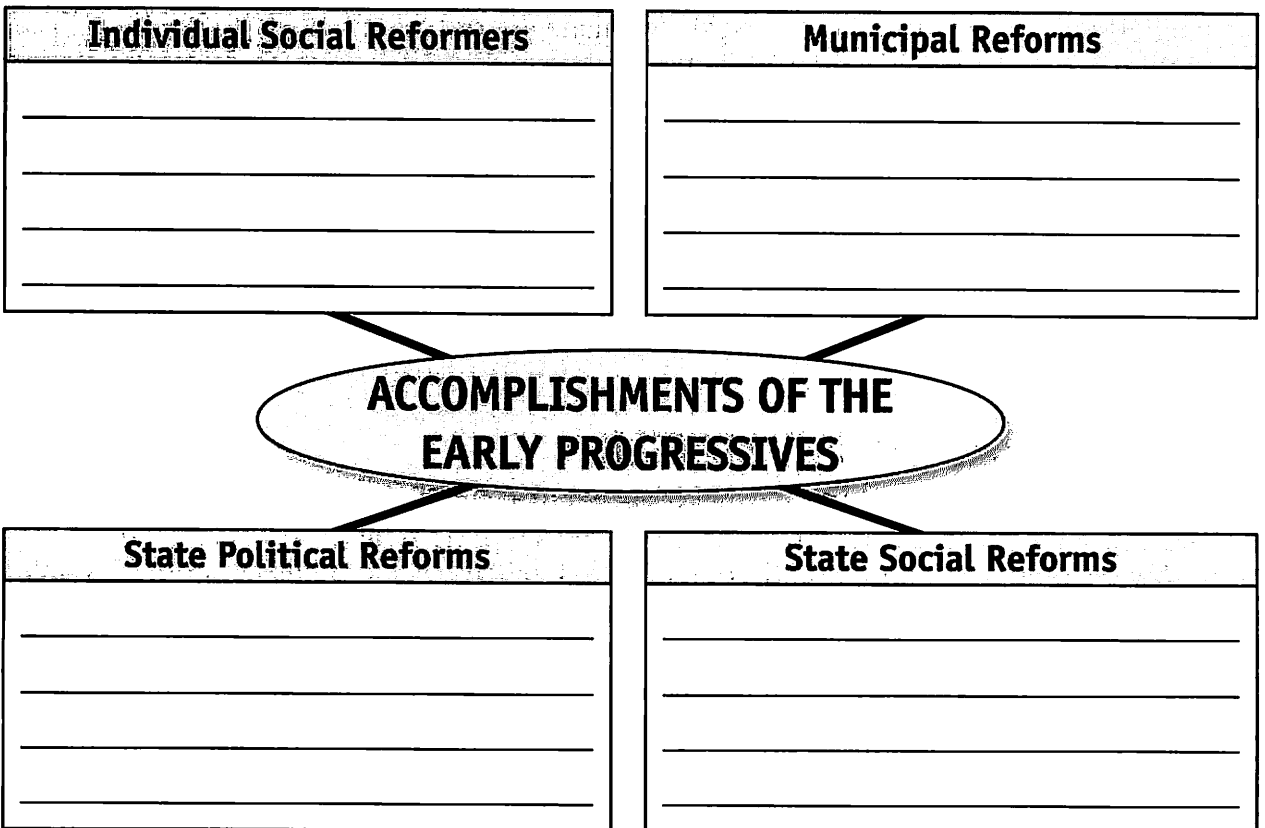 Individual Social Reformers
Municipal Reforms
ACCOMPLISHMENTS OF THE
EARLY PROGRESSIVES
State Political Reforms
State Social Reforms